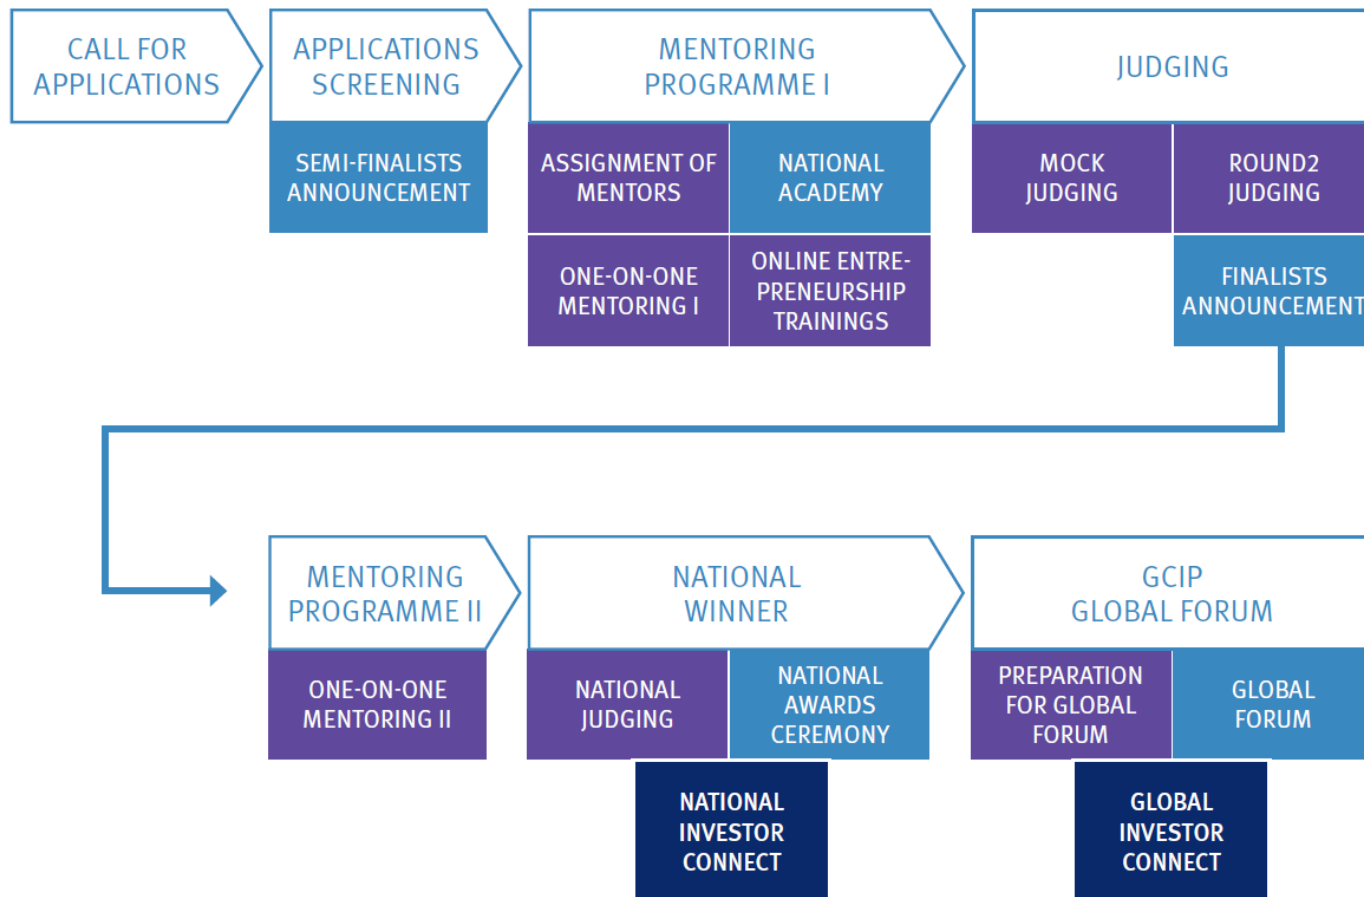 CALL FOR
APPLICATIONS
APPLICATIONS
SCREENING
MENTORING
PROGRAMME I
JUDGING
SEMI-FINALISTS
ANNOUNCEMENT
ASSIGNMENT OF
MENTORS
NATIONAL
ACADEMY
MOCK
JUDGING
ROUND2
JUDGING
ONE-ON-ONE
MENTORING I
ONLINE ENTRE-
PRENEURSHIP
TRAININGS
FINALISTS
ANNOUNCEMENT
MENTORING
PROGRAMME II
NATIONAL
WINNER
GCIP
GLOBAL FORUM
ONE-ON-ONE
MENTORING II
NATIONAL
JUDGING
NATIONAL
AWARDS
CEREMONY
PREPARATION
FOR GLOBAL
FORUM
GLOBAL
FORUM
NATIONAL
INVESTOR
CONNECT
GLOBAL
INVESTOR
CONNECT